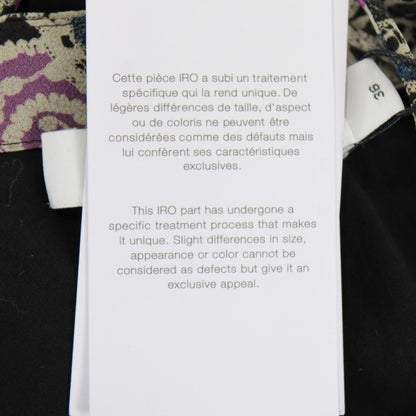 Cette pièce IRO a subi un traitement
spécifique qui la rend unique. De
légères différences de taille, d'aspect
ou de coloris ne peuvent être
considérées comme des défauts mais
lui confèrent ses caractéristiques
exclusives.
This IRO part has undergone a
specific treatment process that makes
it unique. Slight differences in size,
appearance or color cannot be
considered as defects but give it an
exclusive appeal.
36